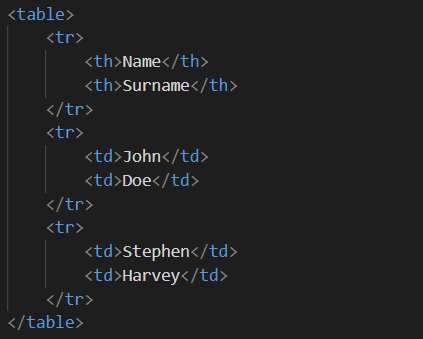 <table>
    <tr>
        <th>Name</th>
        <th>Surname</th>
    </tr>
    <tr>
        <td>John</td>
        <td>Doe</td>
    </tr>
    <tr>
        <td>Stephen</td>
        <td>Harvey</td>
    </tr>
</table>